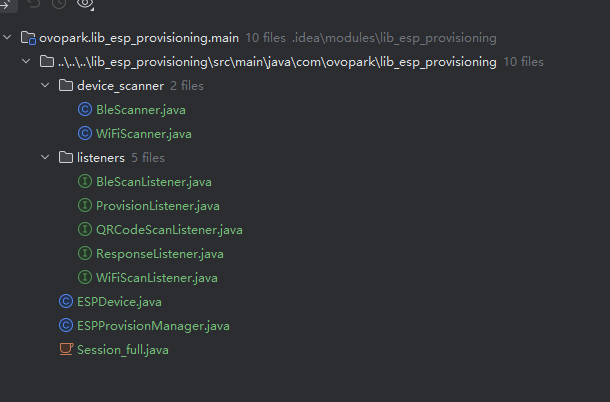 ovopark.lib_esp_provisioning.main 10 files .idea\modules\lib_esp_provisioning
..\..\..\lib_esp_provisioning\src\main\java\com\ovopark\lib_esp_provisioning 10 files
device_scanner 2 files
BleScanner.java
WiFiScanner.java
listeners 5 files
BleScanListener.java
ProvisionListener.java
QRCodeScanListener.java
ResponseListener.java
WiFiScanListener.java
ESPDevice.java
ESPProvisionManager.java
Session_full.java